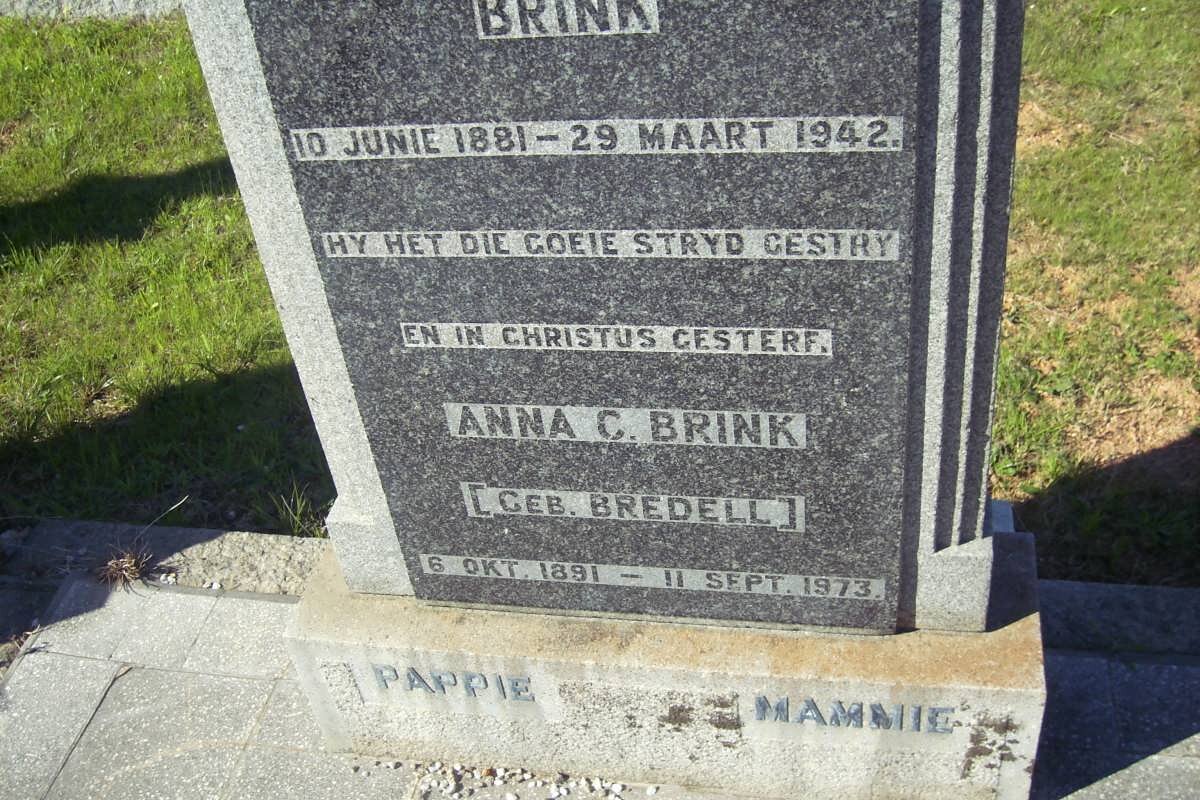 BRINK
10 JUNIE 1881 – 29 MAART 1942.
HY HET DIE GOEIE STRYD GESTRY
EN IN CHRISTUS GESTERF.
ANNA C. BRINK
[GEB. BREDELL]
6 OKT. 1891 – 11 SEPT. 1973.
PAPPIE MAMMIE